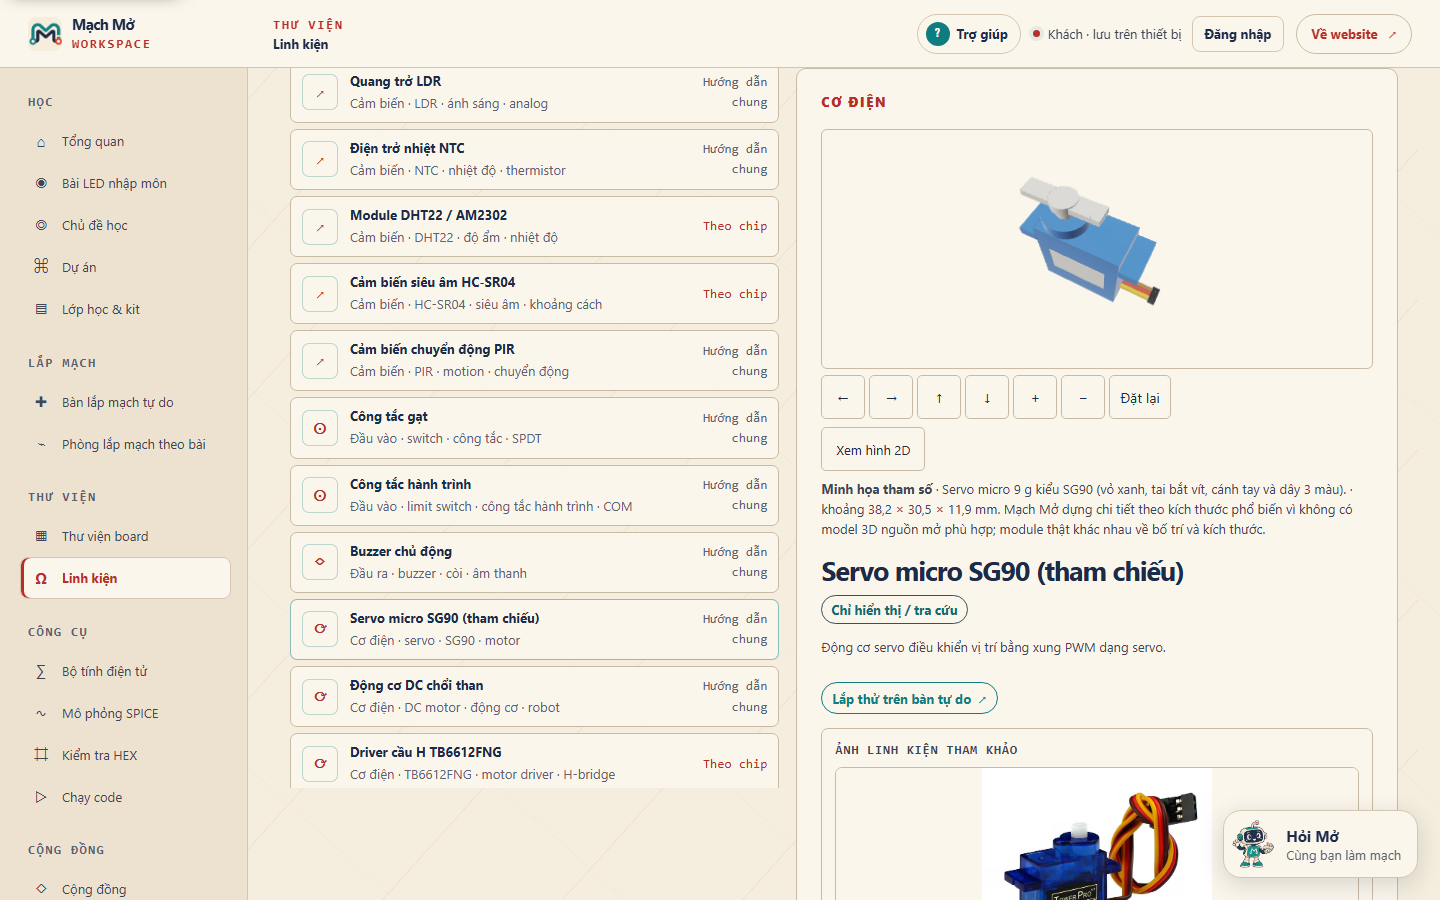 Mạch Mở
WORKSPACE
THƯ VIỆN
Linh kiện
? Trợ giúp
Khách · lưu trên thiết bị
Đăng nhập
Về website ↗
HỌC
Tổng quan
Bài LED nhập môn
Chủ đề học
Dự án
Lớp học & kit
LẮP MẠCH
Bàn lắp mạch tự do
Phòng lắp mạch theo bài
THƯ VIỆN
Thư viện board
Linh kiện
CÔNG CỤ
Bộ tính điện tử
Mô phỏng SPICE
Kiểm tra HEX
Chạy code
CỘNG ĐỒNG
Cộng đồng
Quang trở LDR
Cảm biến · LDR · ánh sáng · analog
Hướng dẫn
chung
Điện trở nhiệt NTC
Cảm biến · NTC · nhiệt độ · thermistor
Hướng dẫn
chung
Module DHT22 / AM2302
Cảm biến · DHT22 · độ ẩm · nhiệt độ
Theo chip
Cảm biến siêu âm HC-SR04
Cảm biến · HC-SR04 · siêu âm · khoảng cách
Theo chip
Cảm biến chuyển động PIR
Cảm biến · PIR · motion · chuyển động
Hướng dẫn
chung
Công tắc gạt
Đầu vào · switch · công tắc · SPDT
Hướng dẫn
chung
Công tắc hành trình
Đầu vào · limit switch · công tắc hành trình · COM
Hướng dẫn
chung
Buzzer chủ động
Đầu ra · buzzer · còi · âm thanh
Hướng dẫn
chung
Servo micro SG90 (tham chiếu)
Cơ điện · servo · SG90 · motor
Hướng dẫn
chung
Động cơ DC chổi than
Cơ điện · DC motor · động cơ · robot
Hướng dẫn
chung
Driver cầu H TB6612FNG
Cơ điện · TB6612FNG · motor driver · H-bridge
Theo chip
CƠ ĐIỆN
← → ↑ ↓ + − Đặt lại
Xem hình 2D
Minh họa tham số · Servo micro 9 g kiểu SG90 (vỏ xanh, tai bắt vít, cánh tay và dây 3 màu). ·
khoảng 38,2 × 30,5 × 11,9 mm. Mạch Mở dựng chi tiết theo kích thước phổ biến vì không có
model 3D nguồn mở phù hợp; module thật khác nhau về bố trí và kích thước.
Servo micro SG90 (tham chiếu)
Chỉ hiển thị / tra cứu
Động cơ servo điều khiển vị trí bằng xung PWM dạng servo.
Lắp thử trên bàn tự do ↗
ẢNH LINH KIỆN THAM KHẢO
Tower Pro
Hỏi Mở
Cùng bạn làm mạch